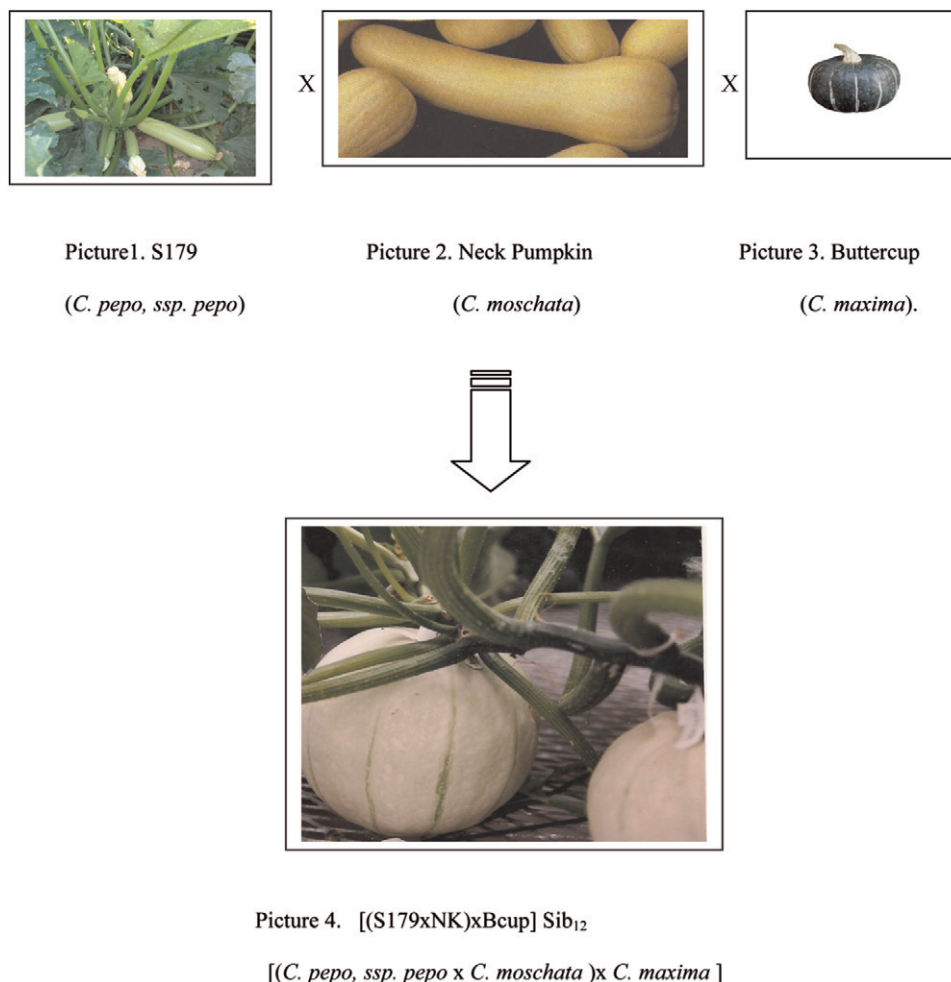 X
X
Picture1. S179
Picture 2. Neck Pumpkin
Picture 3. Buttercup
(C. pepo, ssp. pepo)
(C. moschata)
(C. maxima).
Picture 4. [(S179xNK)xBcup] Sib₁₂
[(C. pepo, ssp. pepo x C. moschata )x C. maxima ]